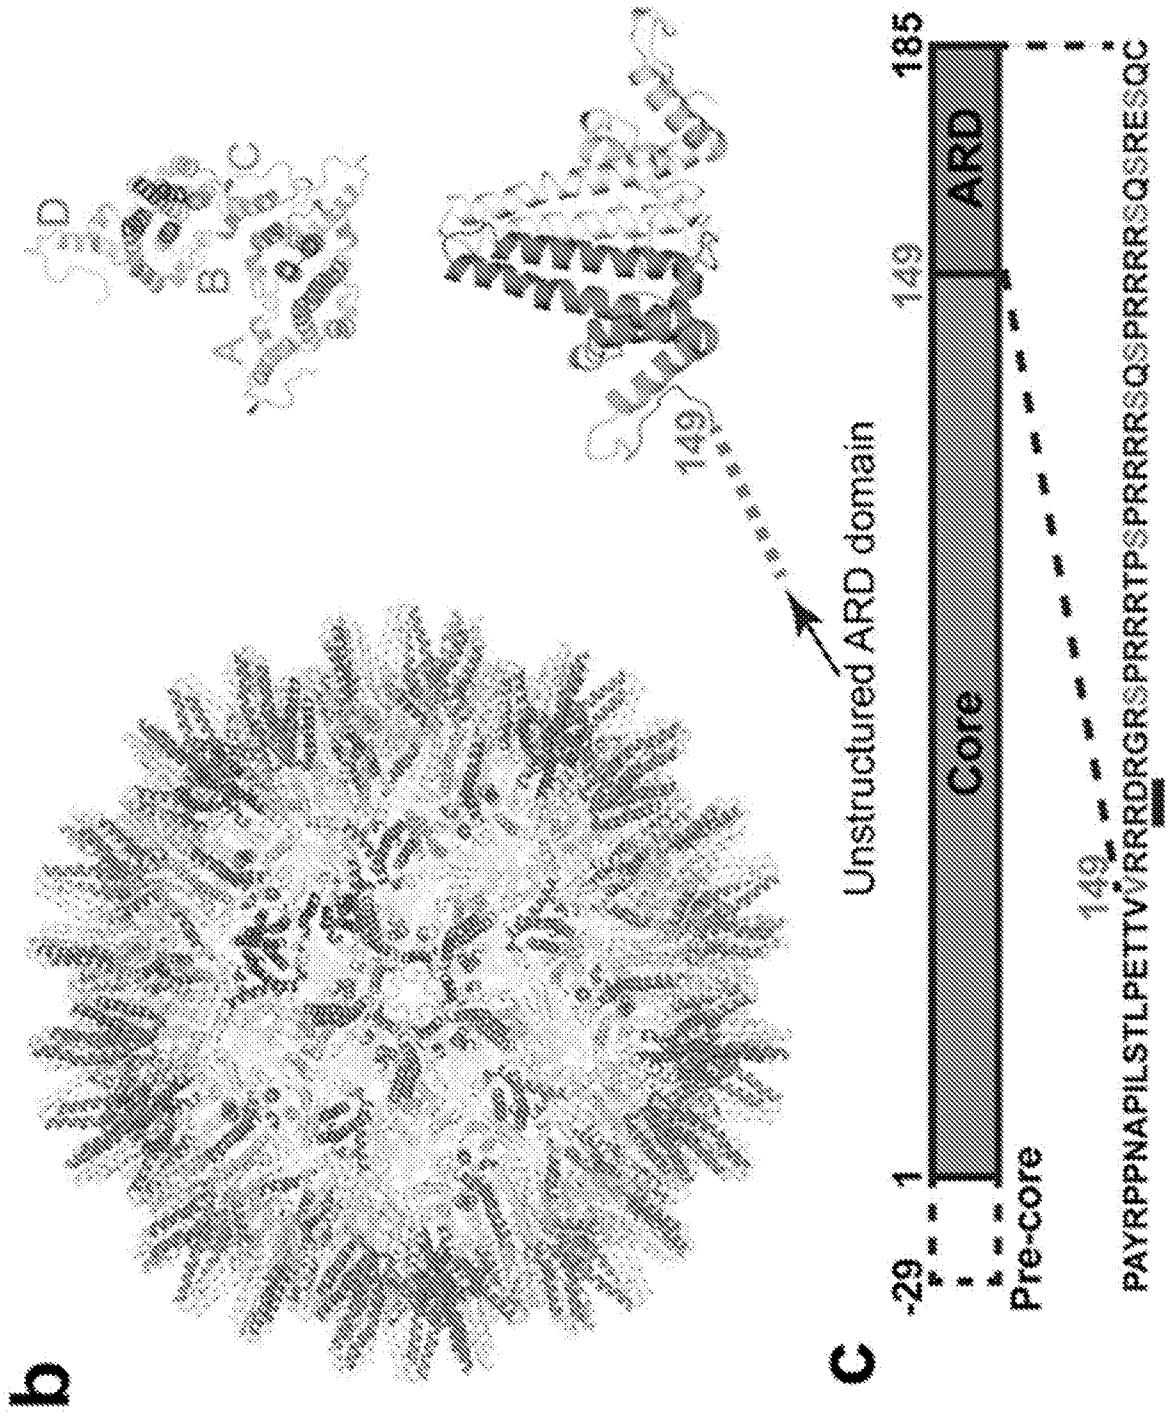 b
D
C
B
A
149
Unstructured ARD domain
c
-29
1
149
185
Core
ARD
Pre-core
149
PAYRPPNAPILSTLPETTVVRRRDRGRSPRRRTPSPRRRRSQSPRRRRSQSRESQC